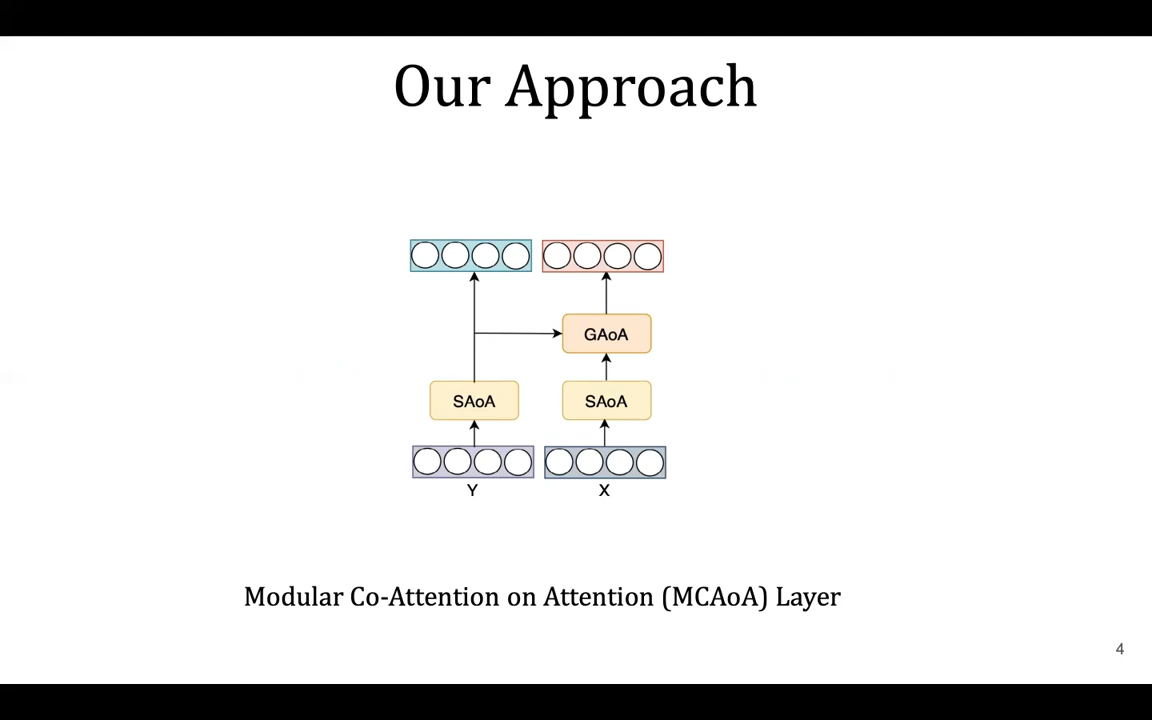 Our Approach
GAoA
SAoA SAoA
Y X
Modular Co-Attention on Attention (MCAoA) Layer
4